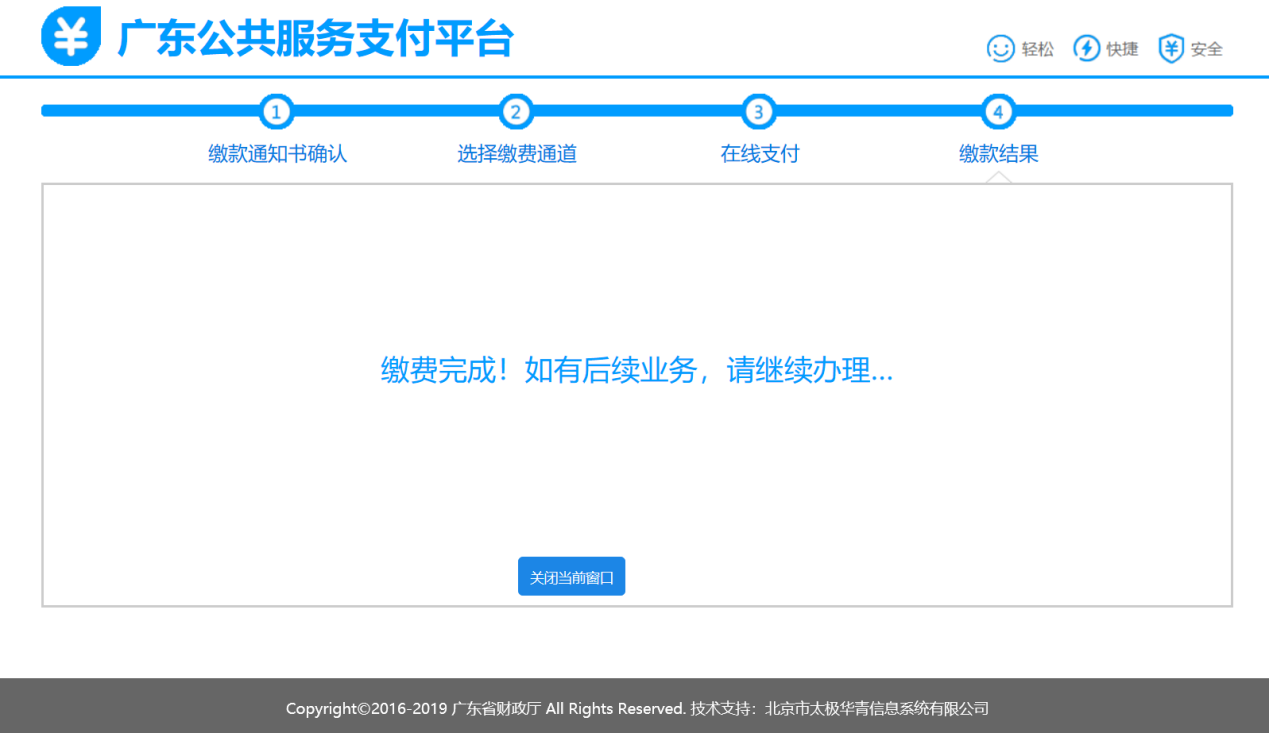 广东公共服务支付平台
轻松 快捷 安全
1 2 3 4
缴款通知书确认 选择缴费通道 在线支付 缴款结果
缴费完成！如有后续业务，请继续办理...
关闭当前窗口
Copyright©2016-2019 广东省财政厅 All Rights Reserved. 技术支持：北京市太极华青信息系统有限公司